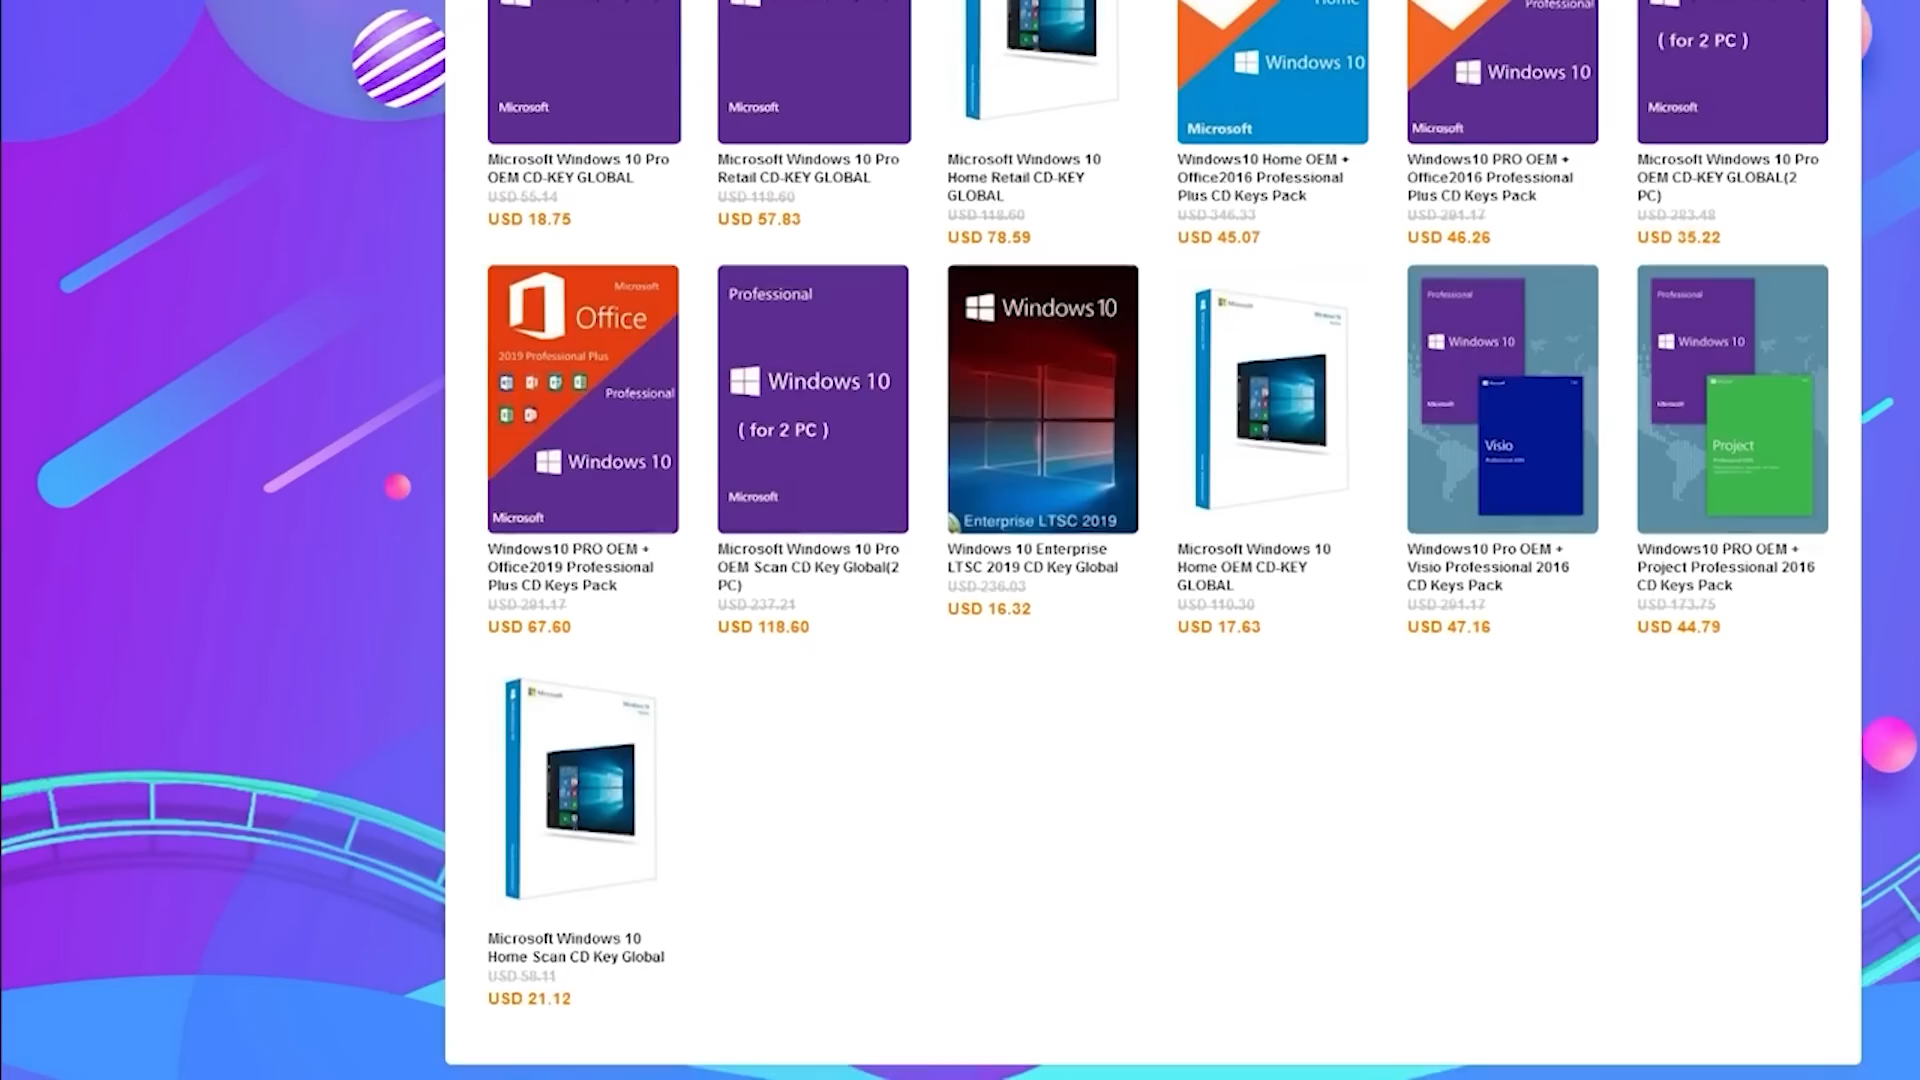 Home
Professional
( for 2 PC )
Windows 10
Windows 10
Microsoft
Microsoft
Microsoft
Microsoft
Microsoft
Microsoft Windows 10 Pro
OEM CD-KEY GLOBAL
USD 55.14
USD 18.75
Microsoft Windows 10 Pro
Retail CD-KEY GLOBAL
USD 118.60
USD 57.83
Microsoft Windows 10
Home Retail CD-KEY
GLOBAL
USD 118.60
USD 78.59
Windows10 Home OEM +
Office2016 Professional
Plus CD Keys Pack
USD 346.33
USD 45.07
Windows10 PRO OEM +
Office2016 Professional
Plus CD Keys Pack
USD 291.17
USD 46.26
Microsoft Windows 10 Pro
OEM CD-KEY GLOBAL(2
PC)
USD 283.48
USD 35.22
Microsoft
Office
2019 Professional Plus
Professional
Windows 10
Microsoft
Windows10 PRO OEM +
Office2019 Professional
Plus CD Keys Pack
USD 291.17
USD 67.60
Professional
Windows 10
( for 2 PC )
Microsoft
Microsoft Windows 10 Pro
OEM Scan CD Key Global(2
PC)
USD 237.21
USD 118.60
Windows 10
Enterprise LTSC 2019
Windows 10 Enterprise
LTSC 2019 CD Key Global
USD 236.03
USD 16.32
Microsoft
Windows 10
Microsoft Windows 10
Home OEM CD-KEY
GLOBAL
USD 110.30
USD 17.63
Professional
Windows 10
Microsoft
Visio
Windows10 Pro OEM +
Visio Professional 2016
CD Keys Pack
USD 291.17
USD 47.16
Professional
Windows 10
Microsoft
Project
Windows10 PRO OEM +
Project Professional 2016
CD Keys Pack
USD 173.75
USD 44.79
Microsoft
Windows 10
Microsoft Windows 10
Home Scan CD Key Global
USD 58.11
USD 21.12